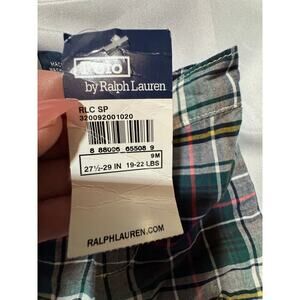 Polo
by Ralph Lauren
RLC SP
320092001020
8 88026 65508 9
9M
27½-29 IN 19-22 LBS
RALPHLAUREN.COM